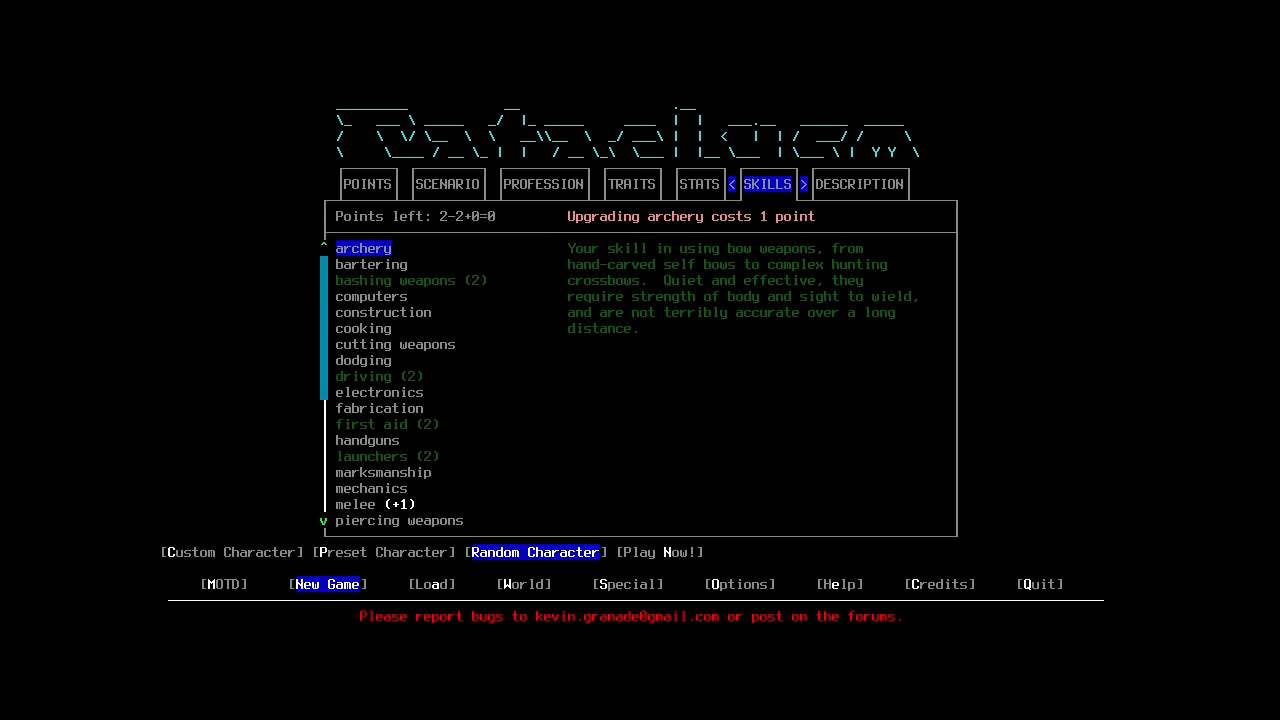 Cataclysm
POINTS SCENARIO PROFESSION TRAITS STATS < SKILLS > DESCRIPTION
Points left: 2-2+0=0 Upgrading archery costs 1 point
^ archery Your skill in using bow weapons, from
bartering hand-carved self bows to complex hunting
bashing weapons (2) crossbows.  Quiet and effective, they
computers require strength of body and sight to wield,
construction and are not terribly accurate over a long
cooking distance.
cutting weapons
dodging
driving (2)
electronics
fabrication
first aid (2)
handguns
launchers (2)
marksmanship
mechanics
melee (+1)
v piercing weapons
[Custom Character] [Preset Character] [Random Character] [Play Now!]
[MOTD] [New Game] [Load] [World] [Special] [Options] [Help] [Credits] [Quit]
Please report bugs to kevin.granade@gmail.com or post on the forums.